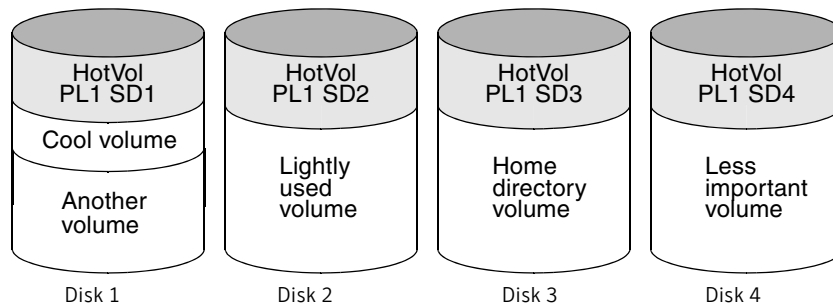 HotVol
PL1 SD1
Cool volume
Another
volume
Disk 1
HotVol
PL1 SD2
Lightly
used
volume
Disk 2
HotVol
PL1 SD3
Home
directory
volume
Disk 3
HotVol
PL1 SD4
Less
important
volume
Disk 4